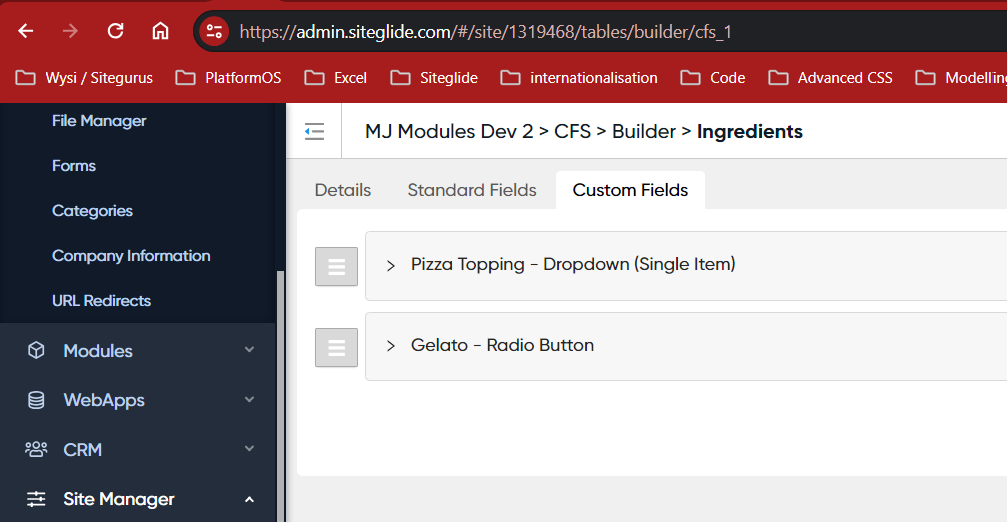 https://admin.siteglide.com/#/site/1319468/tables/builder/cfs_1
Wysi / Sitegurus PlatformOS Excel Siteglide internationalisation Code Advanced CSS Modellin
File Manager
Forms
Categories
Company Information
URL Redirects
Modules
WebApps
CRM
Site Manager
MJ Modules Dev 2 > CFS > Builder > Ingredients
Details Standard Fields Custom Fields
Pizza Topping - Dropdown (Single Item)
Gelato - Radio Button